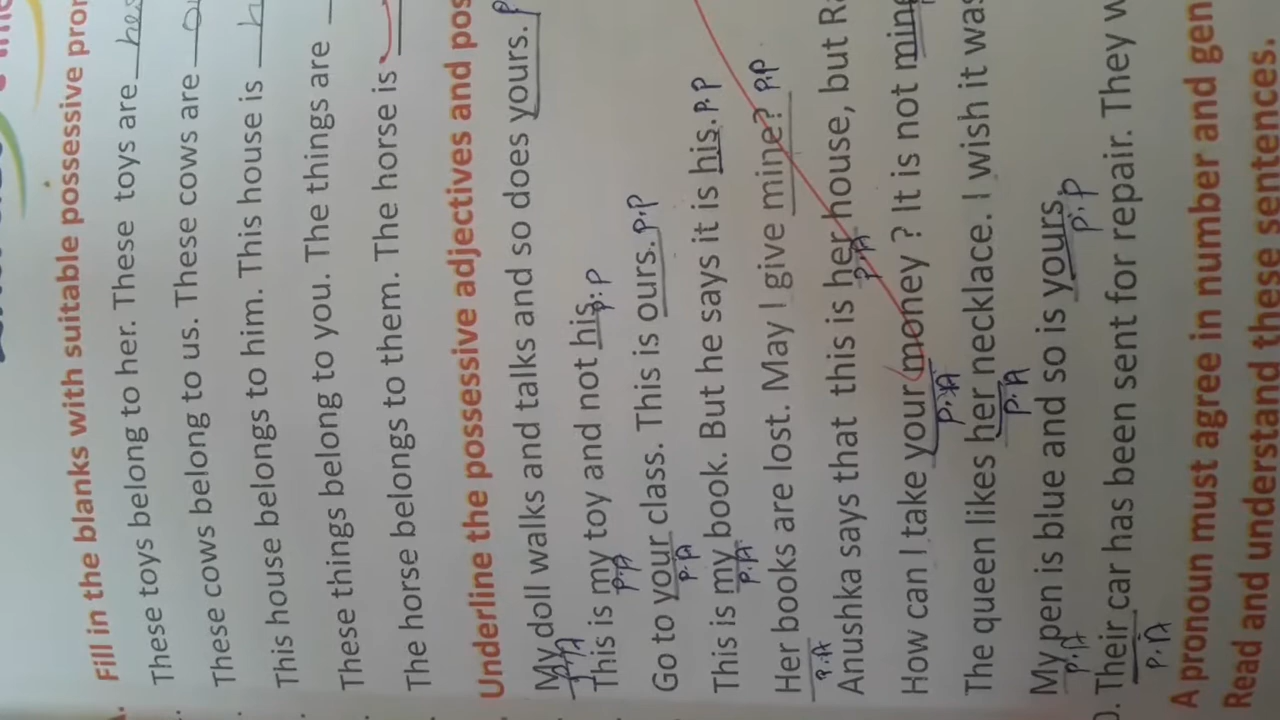 Fill in the blanks with suitable possessive
These toys belong to her. These toys are
These cows belong to us. These cows are
This house belongs to him. This house is
These things belong to you. The things are
The horse belongs to them. The horse is
Underline the possessive adjectives and
My doll walks and talks and so does yours.
P.A
This is my toy and not his. P.P
P.A
Go to your class. This is ours. P.P
P.A
This is my book. But he says it is his. P.P
P.A
Her books are lost. May I give mine? P.P
P.A
Anushka says that this is her house, but
P.A
How can I take your money ? It is not
P.A
The queen likes her necklace. I wish it
P.A
My pen is blue and so is yours.
P.A P.P
Their car has been sent for repair. They
P.A
A pronoun must agree in number and
Read and understand these sentences.